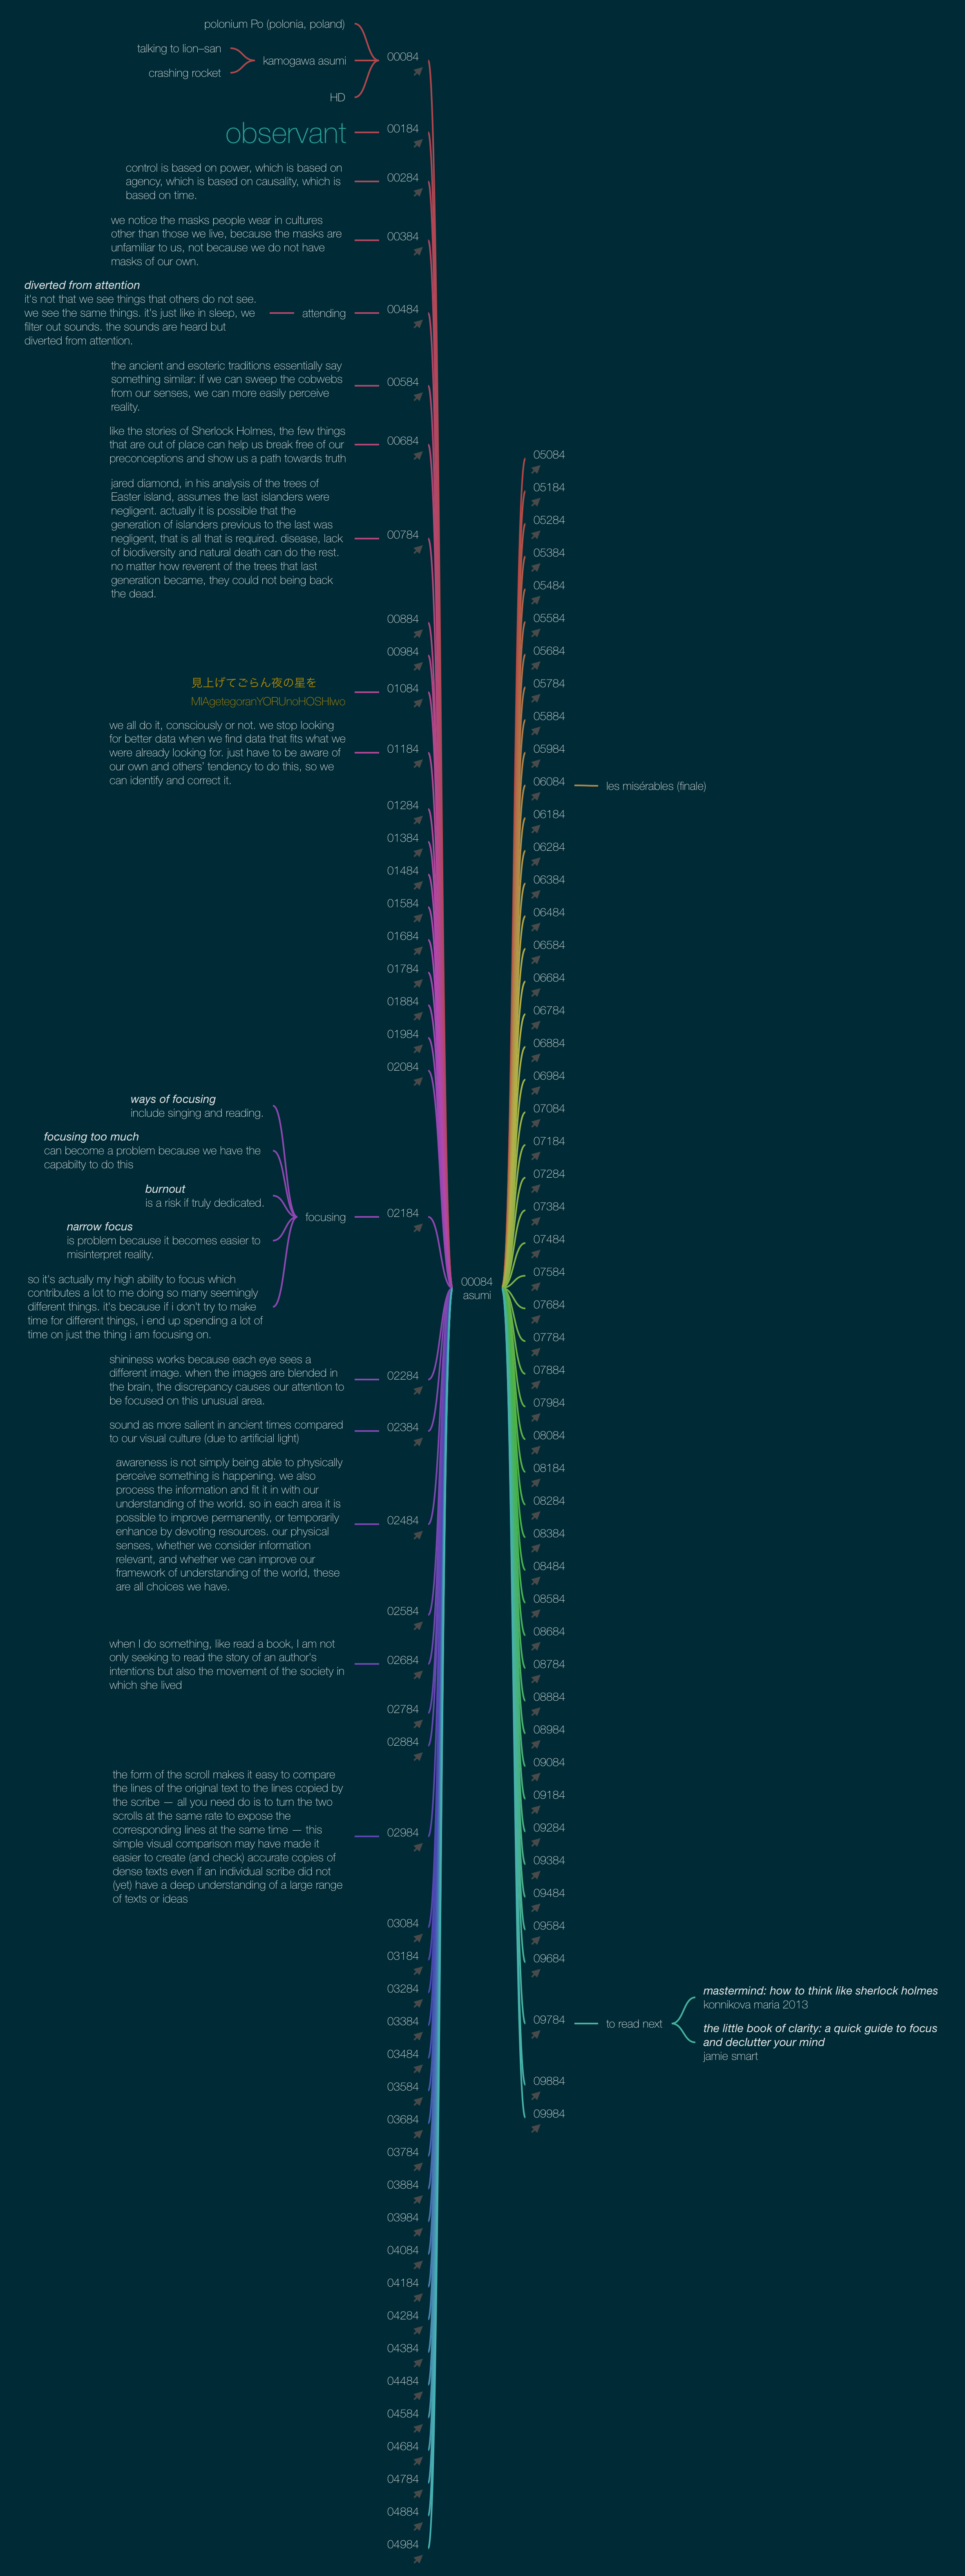 polonium Po (polonia, poland)
talking to lion–san
crashing rocket
kamogawa asumi
HD
00084
observant
00184
control is based on power, which is based on
agency, which is based on causality, which is
based on time.
00284
we notice the masks people wear in cultures
other than those we live, because the masks are
unfamiliar to us, not because we do not have
masks of our own.
00384
diverted from attention
it's not that we see things that others do not see.
we see the same things. it's just like in sleep, we
filter out sounds. the sounds are heard but
diverted from attention.
attending
00484
the ancient and esoteric traditions essentially say
something similar: if we can sweep the cobwebs
from our senses, we can more easily perceive
reality.
00584
like the stories of Sherlock Holmes, the few things
that are out of place can help us break free of our
preconceptions and show us a path towards truth
00684
jared diamond, in his analysis of the trees of
Easter island, assumes the last islanders were
negligent. actually it is possible that the
generation of islanders previous to the last was
negligent, that is all that is required. disease, lack
of biodiversity and natural death can do the rest.
no matter how reverent of the trees that last
generation became, they could not being back
the dead.
00784
00884
00984
見上げてごらん夜の星を
MIAgetegoranYORUnoHOSHIwo
01084
we all do it, consciously or not. we stop looking
for better data when we find data that fits what we
were already looking for. just have to be aware of
our own and others' tendency to do this, so we
can identify and correct it.
01184
01284
01384
01484
01584
01684
01784
01884
01984
02084
ways of focusing
include singing and reading.
focusing too much
can become a problem because we have the
capabilty to do this
burnout
is a risk if truly dedicated.
narrow focus
is problem because it becomes easier to
misinterpret reality.
so it's actually my high ability to focus which
contributes a lot to me doing so many seemingly
different things. it's because if i don't try to make
time for different things, i end up spending a lot of
time on just the thing i am focusing on.
focusing
02184
shininess works because each eye sees a
different image. when the images are blended in
the brain, the discrepancy causes our attention to
be focused on this unusual area.
02284
sound as more salient in ancient times compared
to our visual culture (due to artificial light)
02384
awareness is not simply being able to physically
perceive something is happening. we also
process the information and fit it in with our
understanding of the world. so in each area it is
possible to improve permanently, or temporarily
enhance by devoting resources. our physical
senses, whether we consider information
relevant, and whether we can improve our
framework of understanding of the world, these
are all choices we have.
02484
02584
when I do something, like read a book, I am not
only seeking to read the story of an author's
intentions but also the movement of the society in
which she lived
02684
02784
02884
the form of the scroll makes it easy to compare
the lines of the original text to the lines copied by
the scribe — all you need do is to turn the two
scrolls at the same rate to expose the
corresponding lines at the same time — this
simple visual comparison may have made it
easier to create (and check) accurate copies of
dense texts even if an individual scribe did not
(yet) have a deep understanding of a large range
of texts or ideas
02984
03084
03184
03284
03384
03484
03584
03684
03784
03884
03984
04084
04184
04284
04384
04484
04584
04684
04784
04884
04984
00084
asumi
05084
05184
05284
05384
05484
05584
05684
05784
05884
05984
06084
les misérables (finale)
06184
06284
06384
06484
06584
06684
06784
06884
06984
07084
07184
07284
07384
07484
07584
07684
07784
07884
07984
08084
08184
08284
08384
08484
08584
08684
08784
08884
08984
09084
09184
09284
09384
09484
09584
09684
09784
to read next
mastermind: how to think like sherlock holmes
konnikova maria 2013
the little book of clarity: a quick guide to focus
and declutter your mind
jamie smart
09884
09984